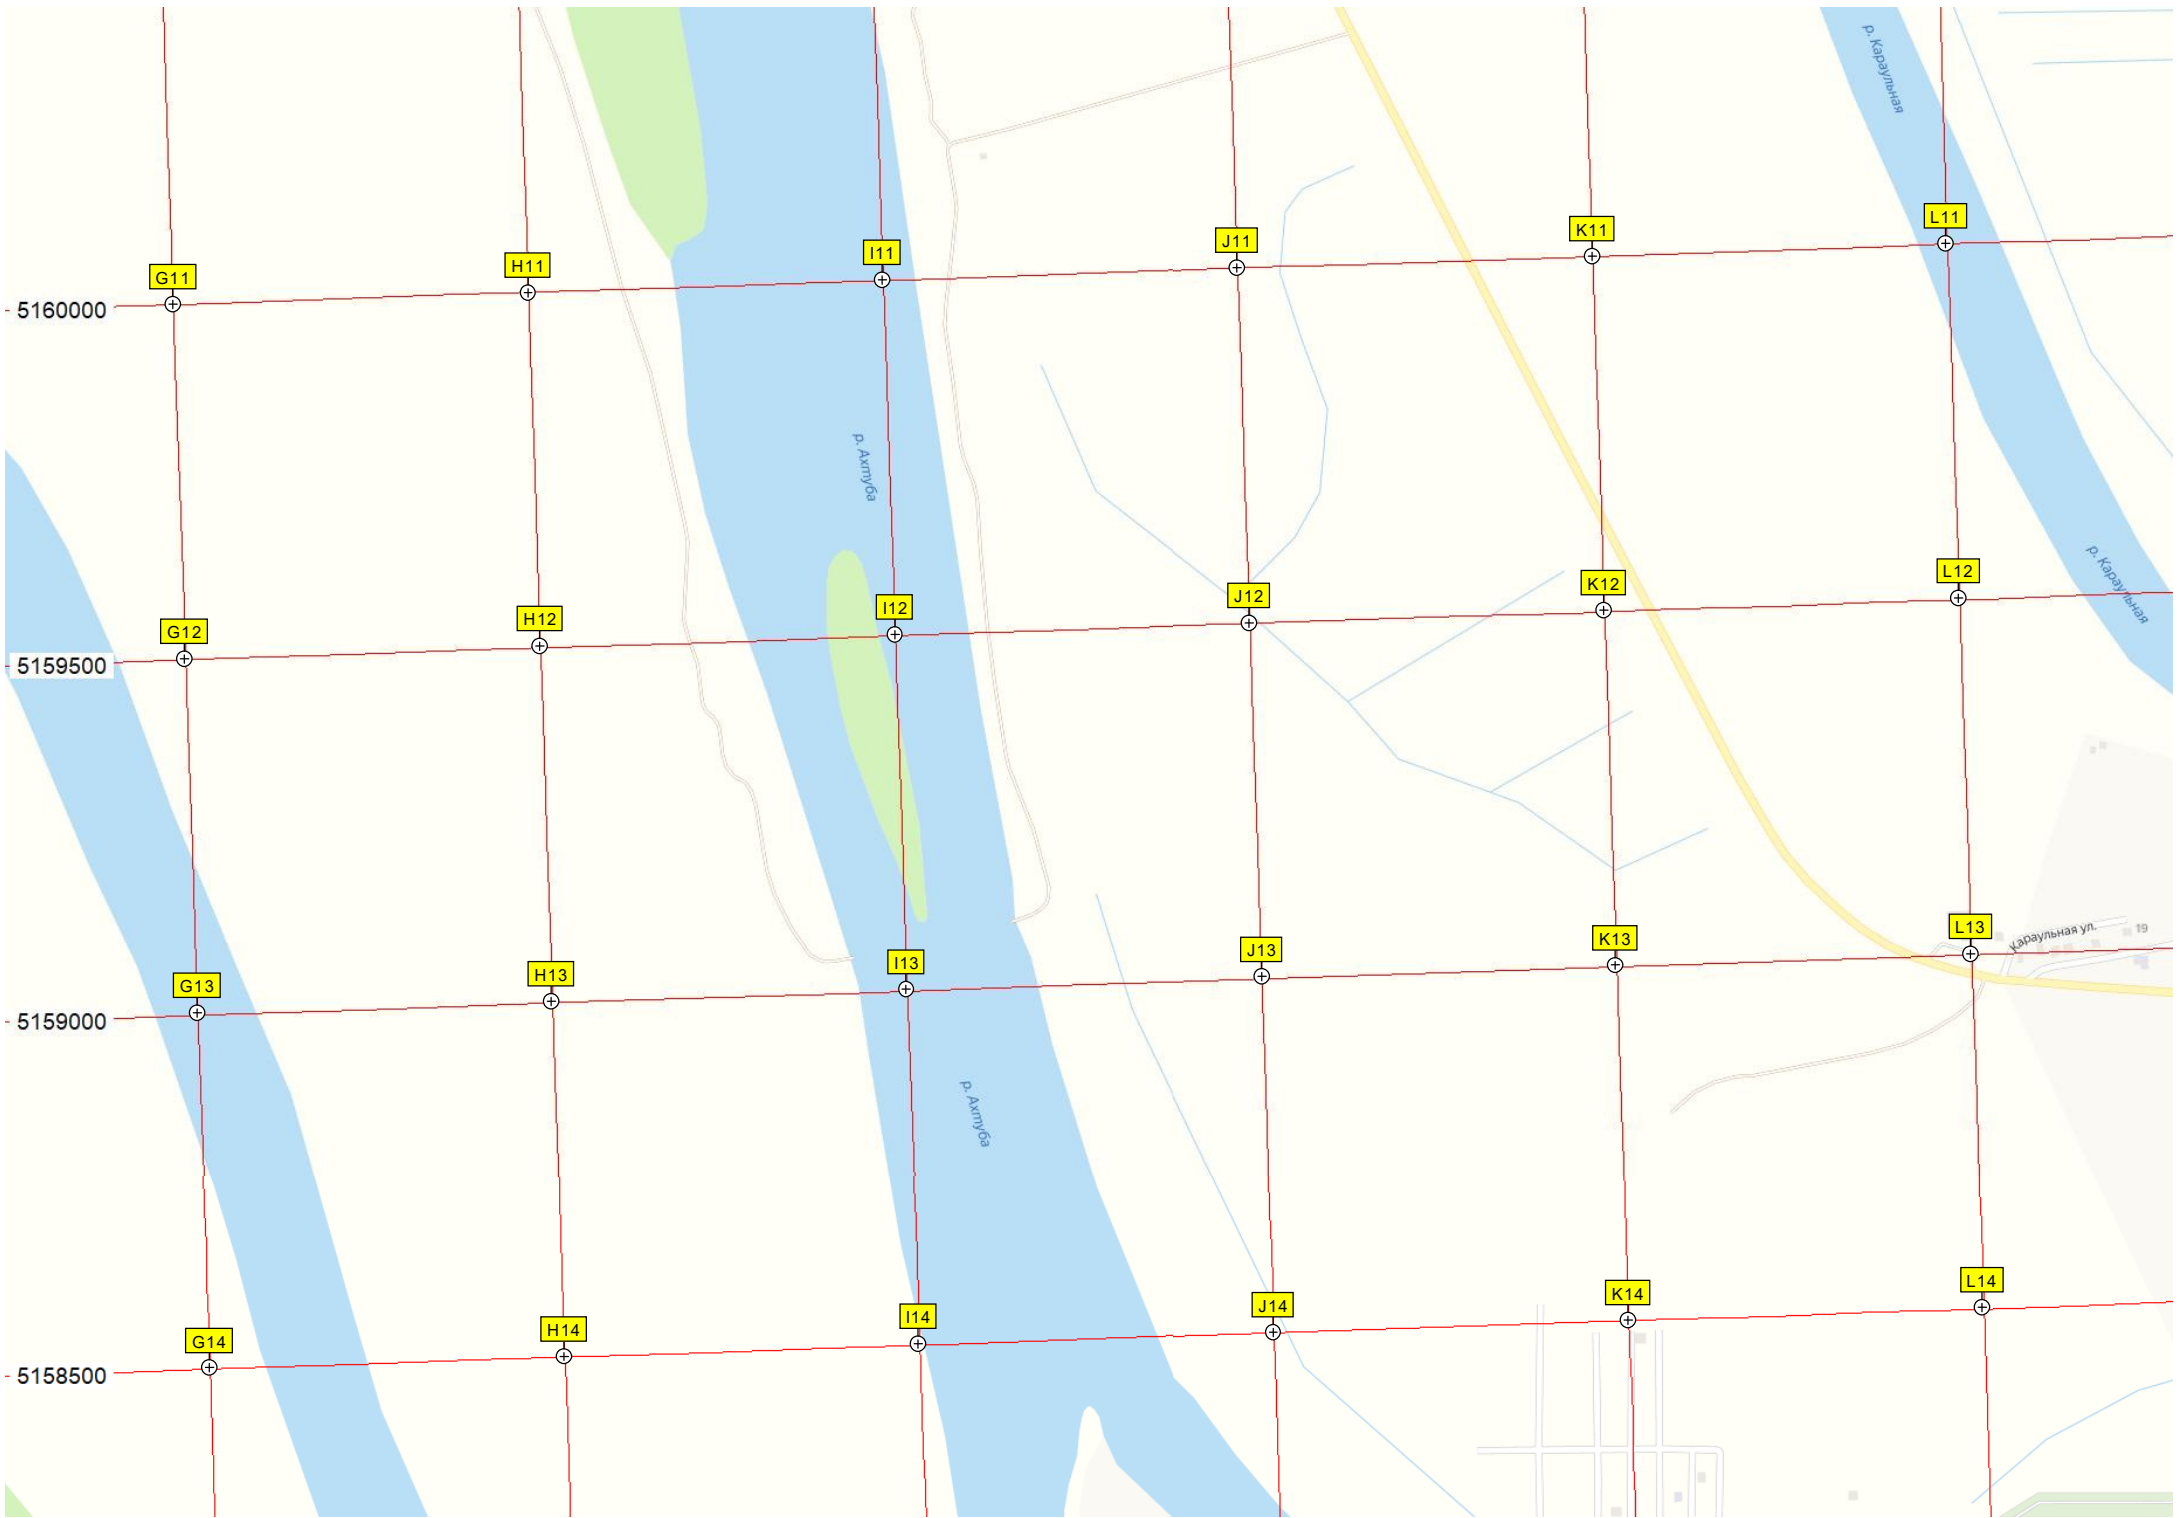 р. Караульная
L11
K11
J11
I11
H11
G11
5160000
р. Ахтуба
р. Караульная
L12
K12
J12
I12
H12
G12
5159500
Караульная ул.
19
L13
K13
J13
I13
H13
G13
5159000
р. Ахтуба
L14
K14
J14
I14
H14
G14
5158500